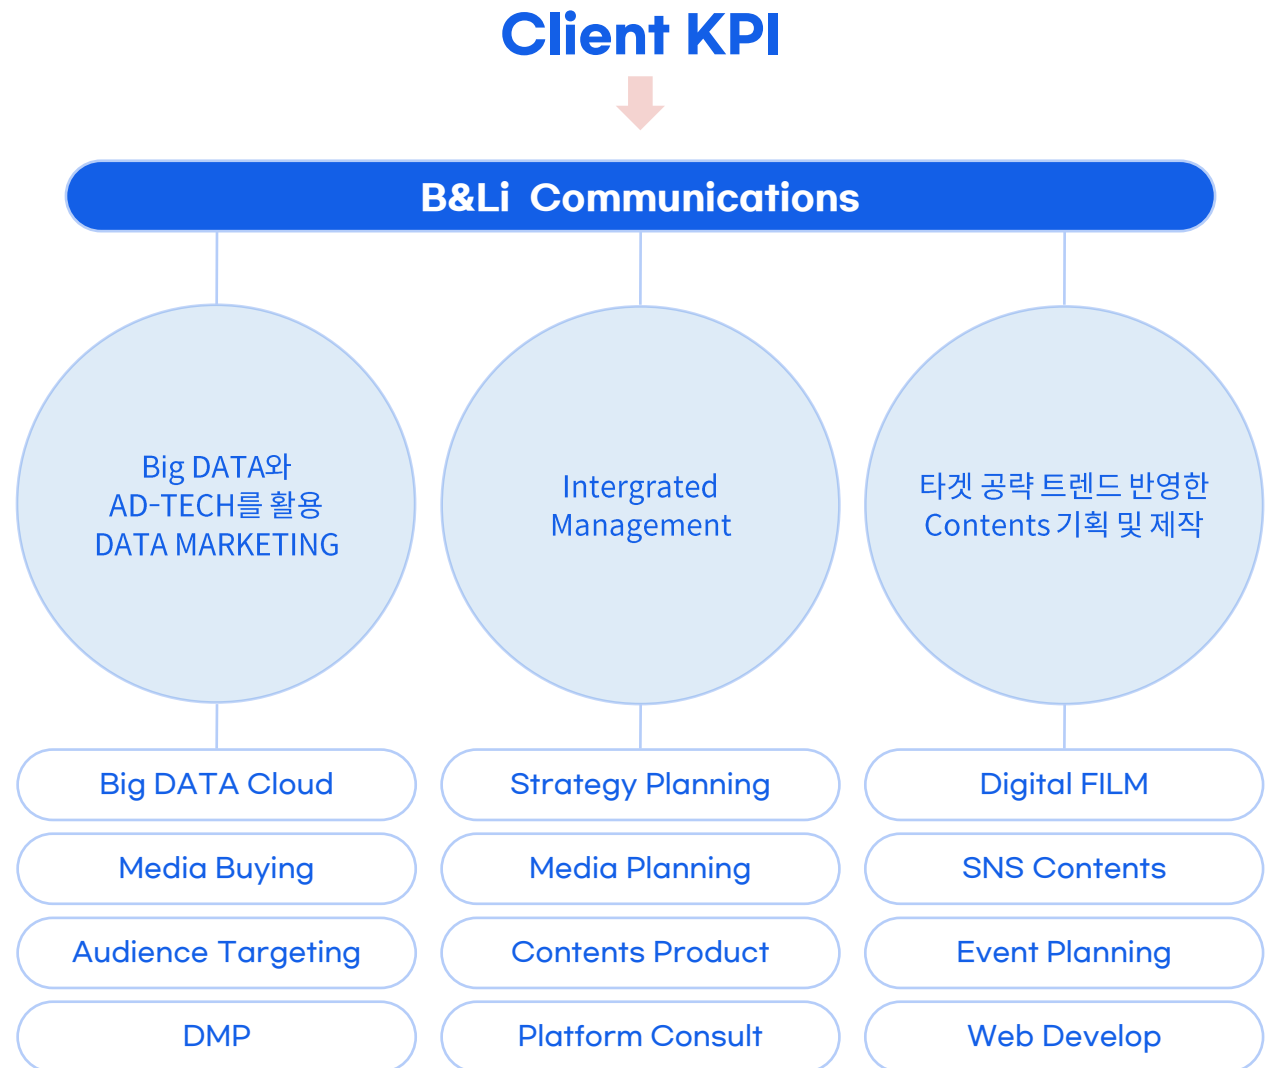 Client KPI
B&Li Communications
Big DATA와
AD-TECH를 활용
DATA MARKETING
Intergrated
Management
타겟 공략 트렌드 반영한
Contents 기획 및 제작
Big DATA Cloud
Media Buying
Audience Targeting
DMP
Strategy Planning
Media Planning
Contents Product
Platform Consult
Digital FILM
SNS Contents
Event Planning
Web Develop